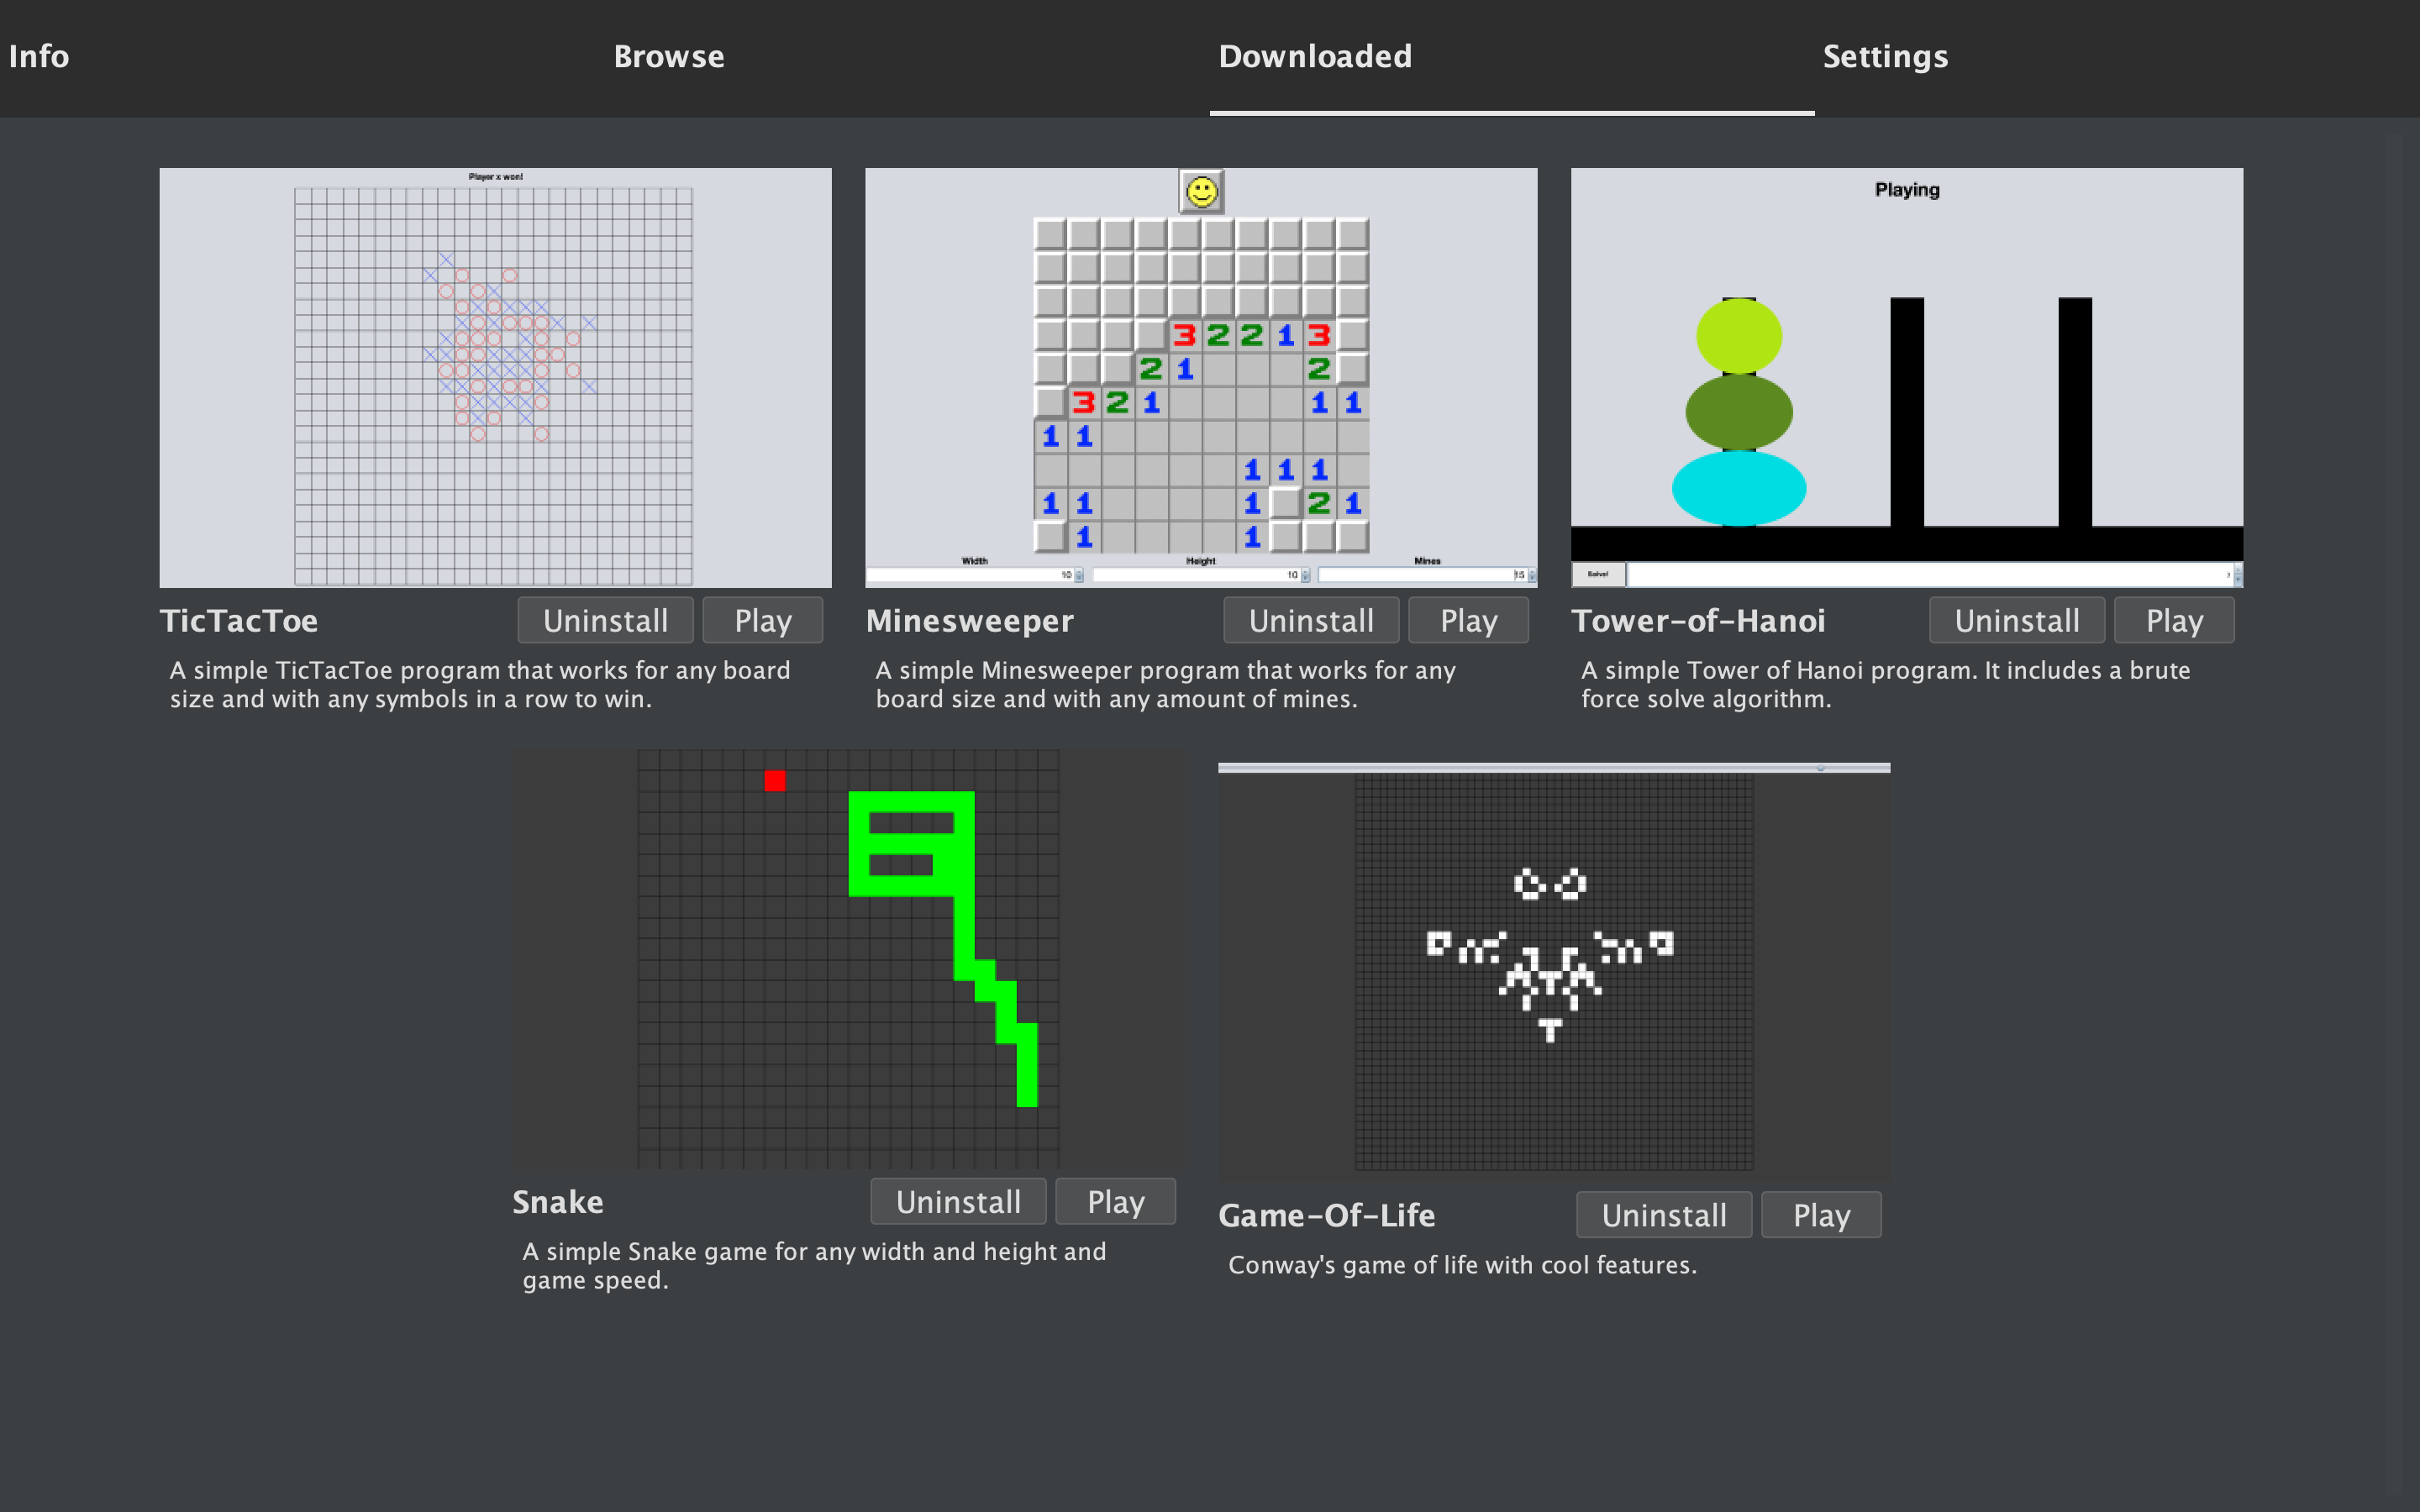 Info Browse Downloaded Settings
Player x won!
Playing
3 2 2 1 3
2 1 2
3 2 1 1 1
1 1
1 1 1
1 1 1 2 1
1 1
Width Height Mines
10 10 15
Solve!
TicTacToe Uninstall Play
A simple TicTacToe program that works for any board
size and with any symbols in a row to win.
Minesweeper Uninstall Play
A simple Minesweeper program that works for any
board size and with any amount of mines.
Tower-of-Hanoi Uninstall Play
A simple Tower of Hanoi program. It includes a brute
force solve algorithm.
Snake Uninstall Play
A simple Snake game for any width and height and
game speed.
Game-Of-Life Uninstall Play
Conway's game of life with cool features.